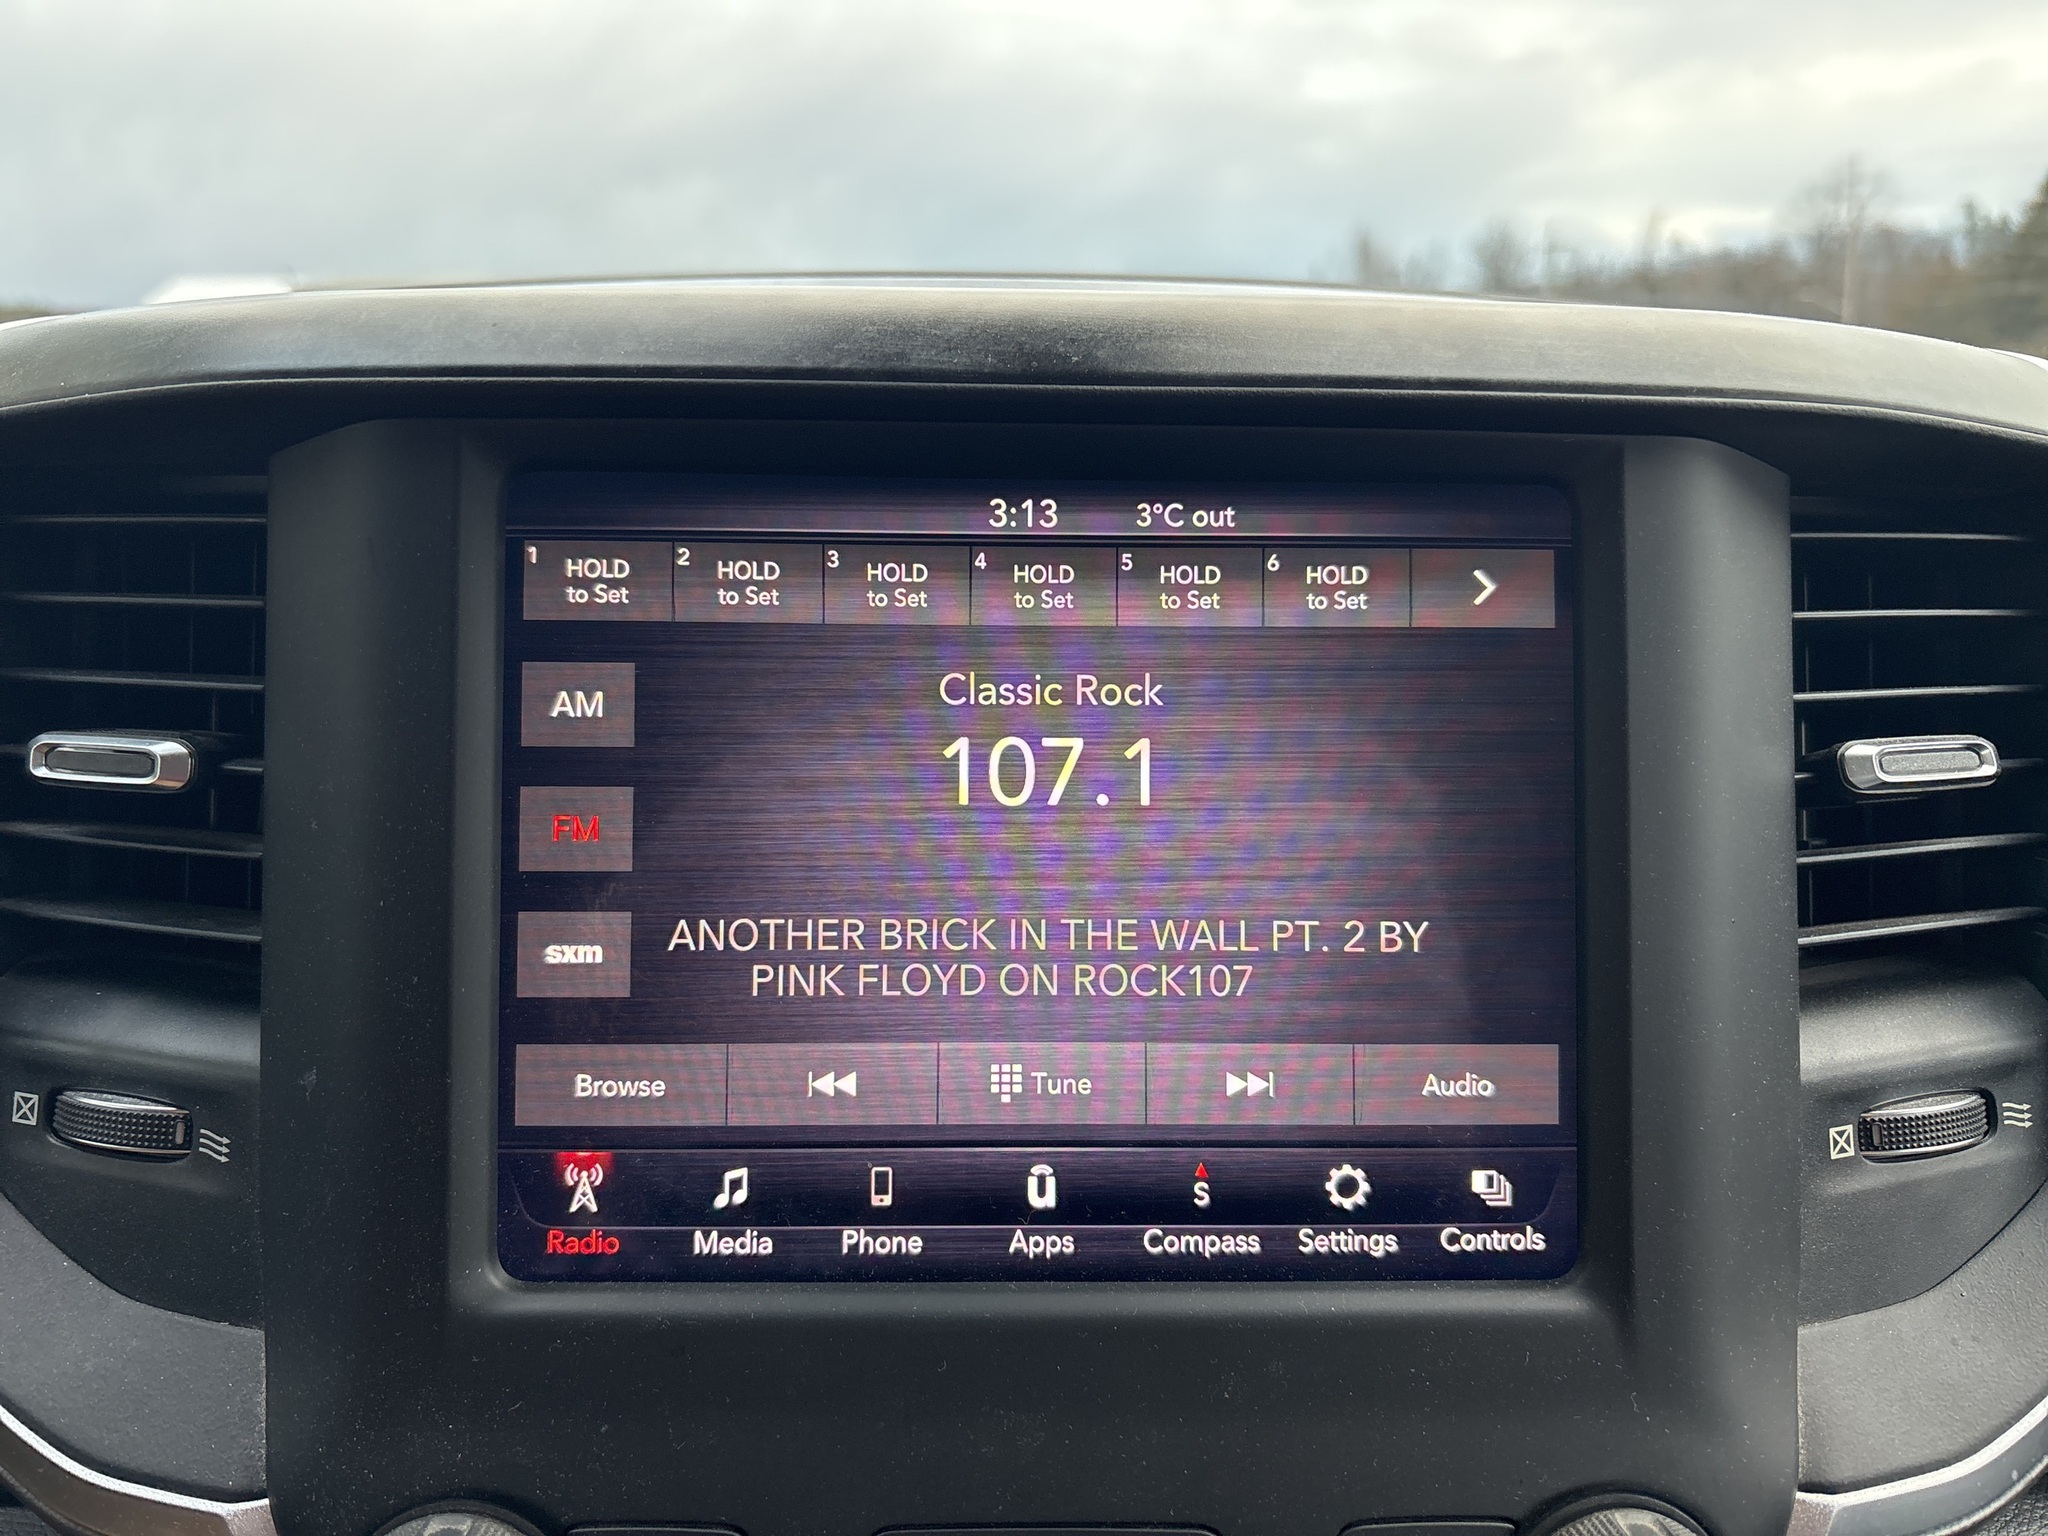 3:13 3°C out
1 HOLD to Set
2 HOLD to Set
3 HOLD to Set
4 HOLD to Set
5 HOLD to Set
6 HOLD to Set
AM
Classic Rock
107.1
FM
sxm
ANOTHER BRICK IN THE WALL PT. 2 BY
PINK FLOYD ON ROCK107
Browse Tune Audio
S
Radio Media Phone Apps Compass Settings Controls